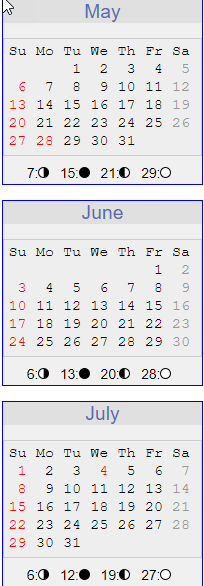 May
Su Mo Tu We Th Fr Sa
1 2 3 4 5
6 7 8 9 10 11 12
13 14 15 16 17 18 19
20 21 22 23 24 25 26
27 28 29 30 31
7:◑ 15:● 21:◐ 29:○
June
Su Mo Tu We Th Fr Sa
1 2
3 4 5 6 7 8 9
10 11 12 13 14 15 16
17 18 19 20 21 22 23
24 25 26 27 28 29 30
6:◑ 13:● 20:◐ 28:○
July
Su Mo Tu We Th Fr Sa
1 2 3 4 5 6 7
8 9 10 11 12 13 14
15 16 17 18 19 20 21
22 23 24 25 26 27 28
29 30 31
6:◑ 12:● 19:◐ 27:○